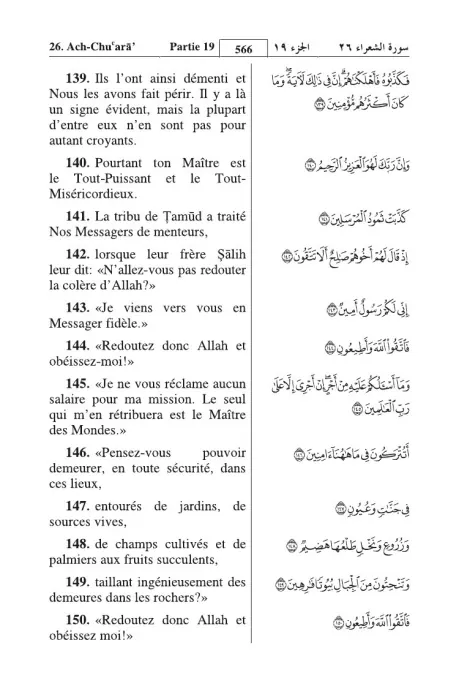 26. Ach-Chuᶜarā’ Partie 19 566 الجزء ١٩ سورة الشعراء ٢٦
139. Ils l’ont ainsi démenti et
Nous les avons fait périr. Il y a là
un signe évident, mais la plupart
d’entre eux n’en sont pas pour
autant croyants.
140. Pourtant ton Maître est
le Tout-Puissant et le Tout-
Miséricordieux.
141. La tribu de Ṭamūd a traité
Nos Messagers de menteurs,
142. lorsque leur frère Ṣāliḥ
leur dit: «N’allez-vous pas redouter
la colère d’Allah?»
143. «Je viens vers vous en
Messager fidèle.»
144. «Redoutez donc Allah et
obéissez-moi!»
145. «Je ne vous réclame aucun
salaire pour ma mission. Le seul
qui m’en rétribuera est le Maître
des Mondes.»
146. «Pensez-vous pouvoir
demeurer, en toute sécurité, dans
ces lieux,
147. entourés de jardins, de
sources vives,
148. de champs cultivés et de
palmiers aux fruits succulents,
149. taillant ingénieusement des
demeures dans les rochers?»
150. «Redoutez donc Allah et
obéissez moi!»
فَكَذَّبُوهُ فَأَهْلَكْنَٰهُمْ إِنَّ فِي ذَٰلِكَ لَآيَةً وَمَا
كَانَ أَكْثَرُهُم مُّؤْمِنِينَ ١٣٩
وَإِنَّ رَبَّكَ لَهُوَ ٱلْعَزِيزُ ٱلرَّحِيمُ ١٤٠
كَذَّبَتْ ثَمُودُ ٱلْمُرْسَلِينَ ١٤١
إِذْ قَالَ لَهُمْ أَخُوهُمْ صَٰلِحٌ أَلَا تَتَّقُونَ ١٤٢
إِنِّي لَكُمْ رَسُولٌ أَمِينٌ ١٤٣
فَٱتَّقُوا۟ ٱللَّهَ وَأَطِيعُونِ ١٤٤
وَمَآ أَسْـَٔلُكُمْ عَلَيْهِ مِنْ أَجْرٍ إِنْ أَجْرِيَ إِلَّا عَلَىٰ
رَبِّ ٱلْعَٰلَمِينَ ١٤٥
أَتُتْرَكُونَ فِي مَا هَٰهُنَآ ءَامِنِينَ ١٤٦
فِي جَنَّٰتٍ وَعُيُونٍ ١٤٧
وَزُرُوعٍ وَنَخْلٍ طَلْعُهَا هَضِيمٌ ١٤٨
وَتَنْحِتُونَ مِنَ ٱلْجِبَالِ بُيُوتًا فَٰرِهِينَ ١٤٩
فَٱتَّقُوا۟ ٱللَّهَ وَأَطِيعُونِ ١٥٠